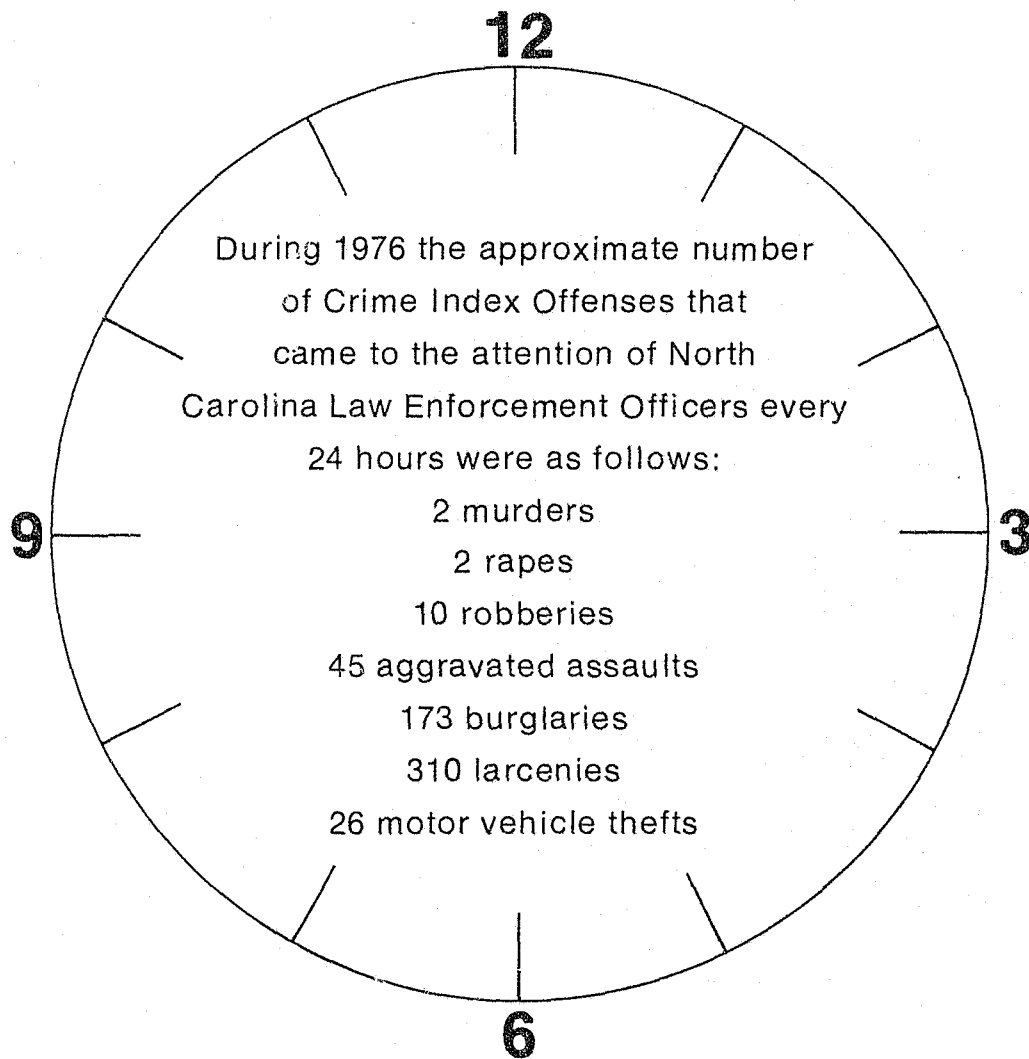 12
During 1976 the approximate number
of Crime Index Offenses that
came to the attention of North
Carolina Law Enforcement Officers every
24 hours were as follows:
2 murders
9
3
2 rapes
10 robberies
45 aggravated assaults
173 burglaries
310 larcenies
26 motor vehicle thefts
6